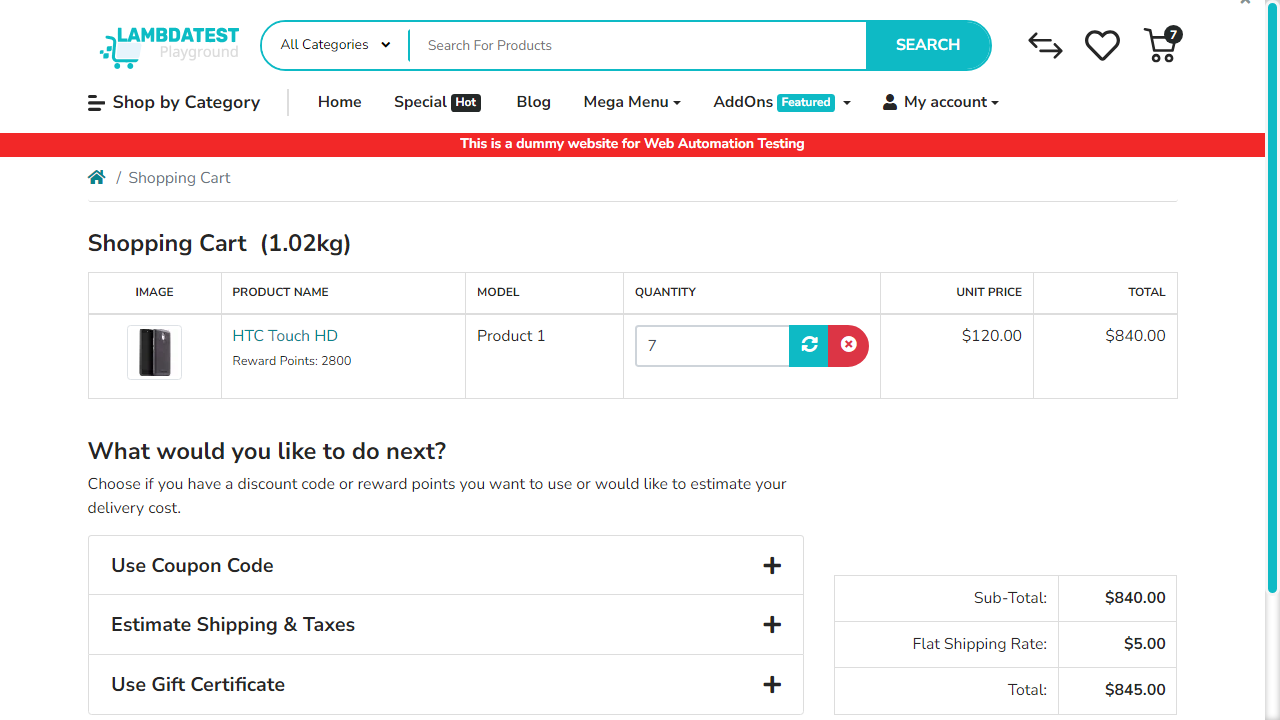 LAMBDATEST
Playground
All Categories
Search For Products
SEARCH
7
Shop by Category
Home
Special Hot
Blog
Mega Menu
AddOns Featured
My account
This is a dummy website for Web Automation Testing
/ Shopping Cart
Shopping Cart (1.02kg)
IMAGE
PRODUCT NAME
MODEL
QUANTITY
UNIT PRICE
TOTAL
HTC Touch HD
Reward Points: 2800
Product 1
7
$120.00
$840.00
What would you like to do next?
Choose if you have a discount code or reward points you want to use or would like to estimate your
delivery cost.
Use Coupon Code
Estimate Shipping & Taxes
Use Gift Certificate
Sub-Total: $840.00
Flat Shipping Rate: $5.00
Total: $845.00